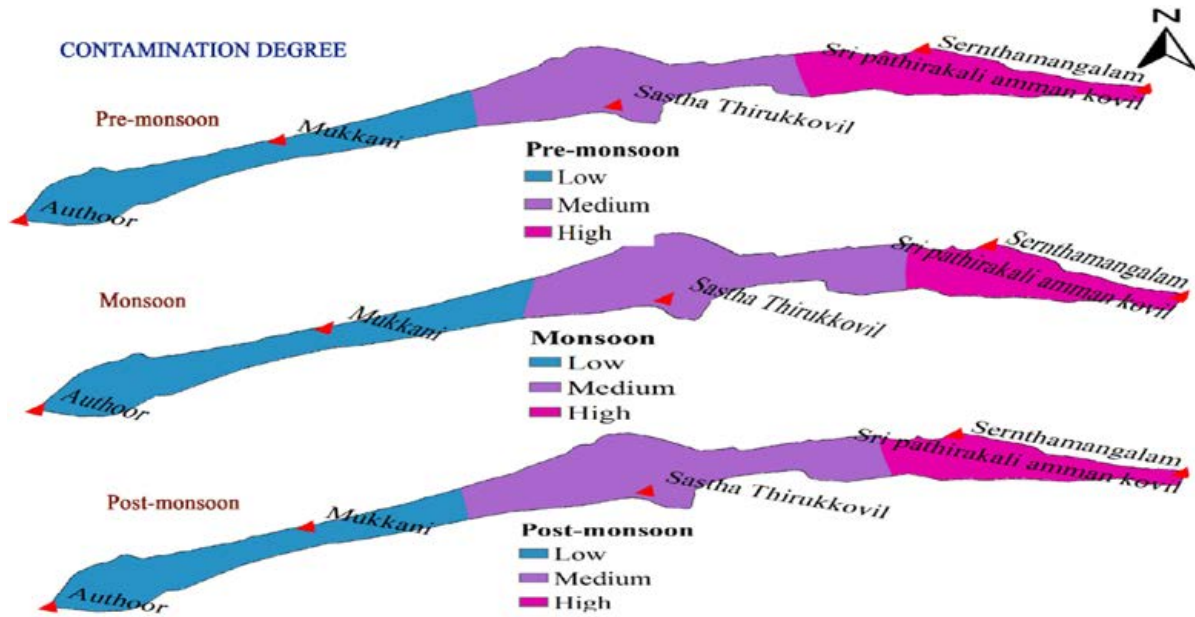 N
CONTAMINATION DEGREE
Sernthamangalam
Sri pathirakali amman kovil
Sastha Thirukkovil
Pre-monsoon
Mukkani
Authoor
Pre-monsoon
Low
Medium
High
Sernthamangalam
Sri pathirakali amman kovil
Sastha Thirukkovil
Monsoon
Mukkani
Authoor
Monsoon
Low
Medium
High
Sernthamangalam
Sri pathirakali amman kovil
Sastha Thirukkovil
Post-monsoon
Mukkani
Authoor
Post-monsoon
Low
Medium
High